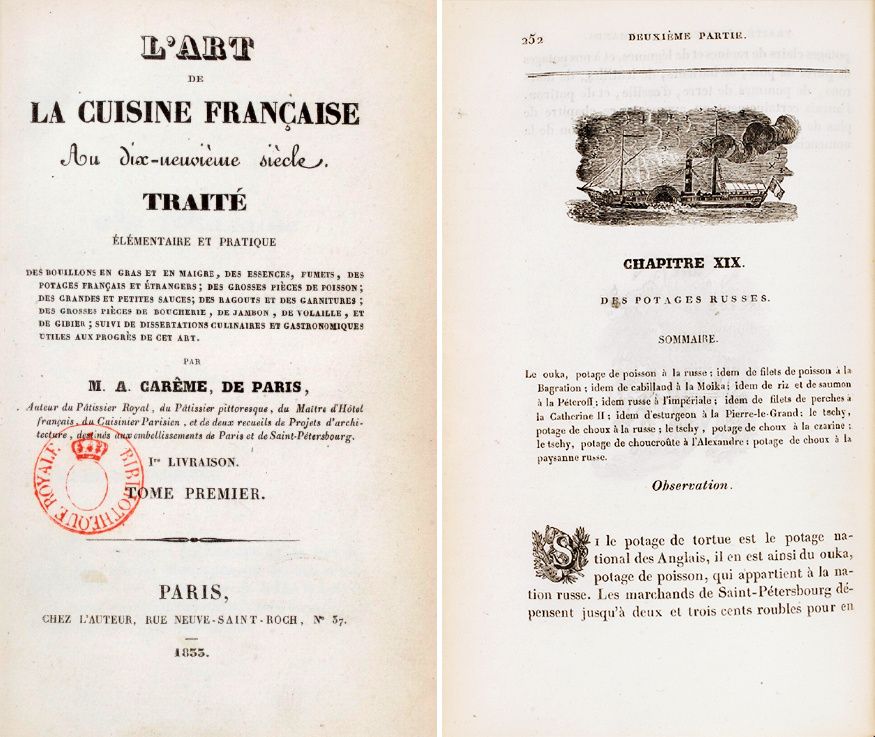 L'ART
DE
LA CUISINE FRANÇAISE
Au dix-neuvième siècle.
TRAITÉ
ÉLÉMENTAIRE ET PRATIQUE
DES BOUILLONS EN GRAS ET EN MAIGRE, DES ESSENCES, FUMETS, DES
POTAGES FRANÇAIS ET ÉTRANGERS; DES GROSSES PIÈCES DE POISSON;
DES GRANDES ET PETITES SAUCES; DES RAGOUTS ET DES GARNITURES;
DES GROSSES PIÈCES DE BOUCHERIE, DE JAMBON, DE VOLAILLE, ET
DE GIBIER; SUIVI DE DISSERTATIONS CULINAIRES ET GASTRONOMIQUES
UTILES AUX PROGRÈS DE CET ART.
PAR
M. A. CARÊME, DE PARIS,
Auteur du Pâtissier Royal, du Pâtissier pittoresque, du Maître d'Hôtel
français, du Cuisinier Parisien, et de deux recueils de Projets d'archi-
tecture, destinés aux embellissements de Paris et de Saint-Pétersbourg.
Ire LIVRAISON.
TOME PREMIER.
BIBLIOTHEQUE ROYALE
PARIS,
CHEZ L'AUTEUR, RUE NEUVE-SAINT-ROCH, No 37.
1833.
252
DEUXIÈME PARTIE.
CHAPITRE XIX.
DES POTAGES RUSSES.
SOMMAIRE.
Le ouka, potage de poisson à la russe; idem de filets de poisson à la
Bagration; idem de cabilland à la Moika; idem de riz et de saumon
à la Péteroff; idem russe à l'impériale; idem de filets de perches à
la Catherine II; idem d'esturgeon à la Pierre-le-Grand; le tschy,
potage de choux à la russe; le tschy, potage de choux à la czarine;
le tschy, potage de choucroûte à l'Alexandre; potage de choux à la
paysanne russe.
Observation.
SI le potage de tortue est le potage na-
tional des Anglais, il en est ainsi du ouka,
potage de poisson, qui appartient à la na-
tion russe. Les marchands de Saint-Pétersbourg dé-
pensent jusqu'à deux et trois cents roubles pour en